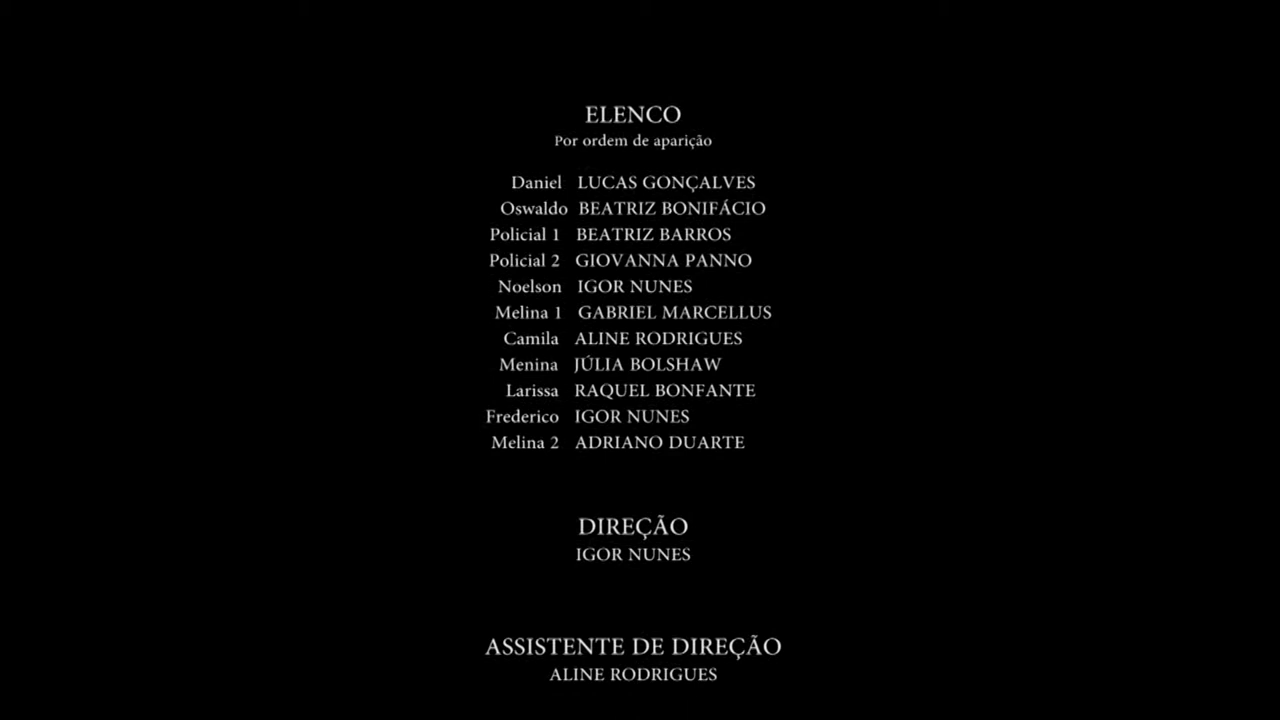 ELENCO
Por ordem de aparição
Daniel LUCAS GONÇALVES
Oswaldo BEATRIZ BONIFÁCIO
Policial 1 BEATRIZ BARROS
Policial 2 GIOVANNA PANNO
Noelson IGOR NUNES
Melina 1 GABRIEL MARCELLUS
Camila ALINE RODRIGUES
Menina JÚLIA BOLSHAW
Larissa RAQUEL BONFANTE
Frederico IGOR NUNES
Melina 2 ADRIANO DUARTE
DIREÇÃO
IGOR NUNES
ASSISTENTE DE DIREÇÃO
ALINE RODRIGUES